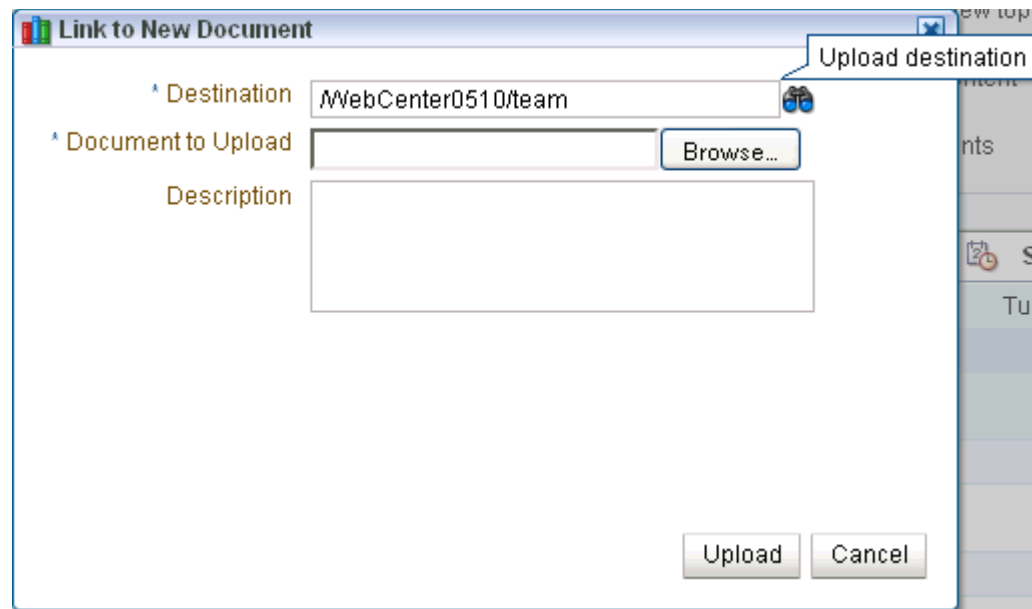 Link to New Document
Upload destination
* Destination /WebCenter0510/team
* Document to Upload Browse...
Description
nts
Tu
Upload Cancel